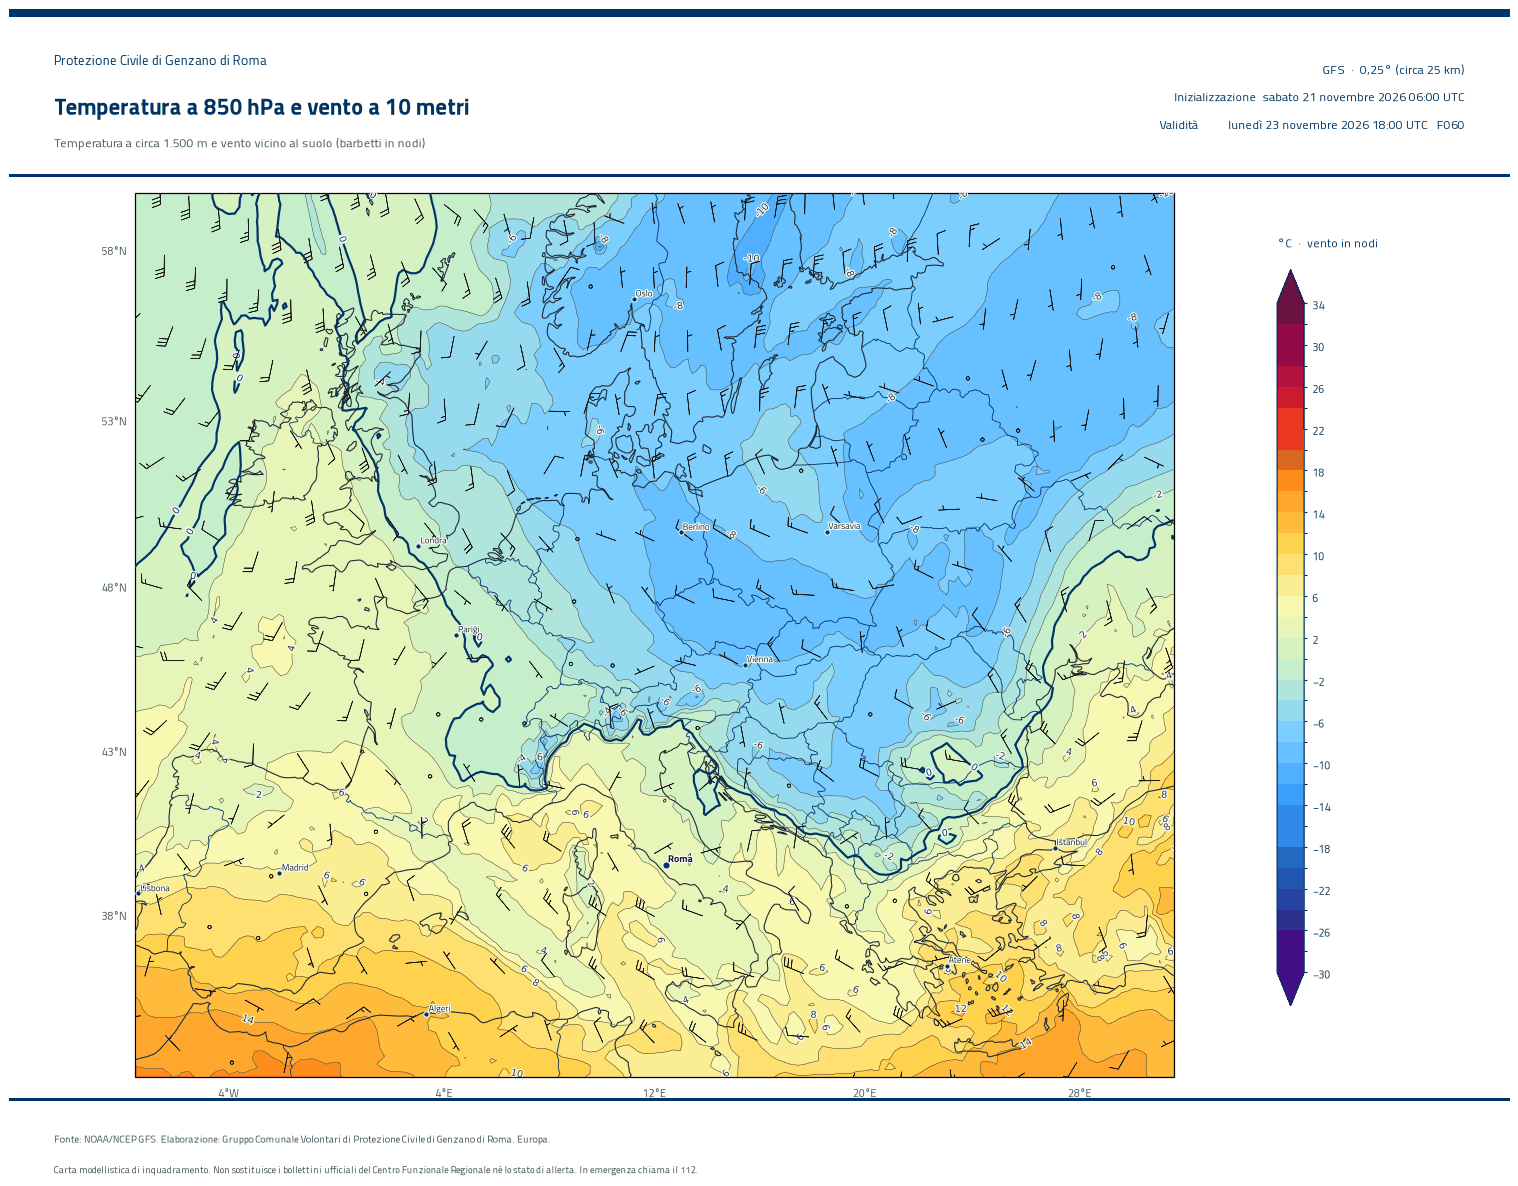 Protezione Civile di Genzano di Roma
Temperatura a 850 hPa e vento a 10 metri
Temperatura a circa 1.500 m e vento vicino al suolo (barbetti in nodi)
GFS · 0,25° (circa 25 km)
Inizializzazione sabato 21 novembre 2026 06:00 UTC
Validità lunedì 23 novembre 2026 18:00 UTC F060
°C · vento in nodi
34
30
26
22
18
14
10
6
2
−2
−6
−10
−14
−18
−22
−26
−30
58°N
53°N
48°N
43°N
38°N
4°W
4°E
12°E
20°E
28°E
Oslo
Londra
Berlino
Varsavia
Parigi
Vienna
Madrid
Lisbona
Roma
Istanbul
Atene
Algeri
Fonte: NOAA/NCEP GFS. Elaborazione: Gruppo Comunale Volontari di Protezione Civile di Genzano di Roma. Europa.
Carta modellistica di inquadramento. Non sostituisce i bollettini ufficiali del Centro Funzionale Regionale né lo stato di allerta. In emergenza chiama il 112.